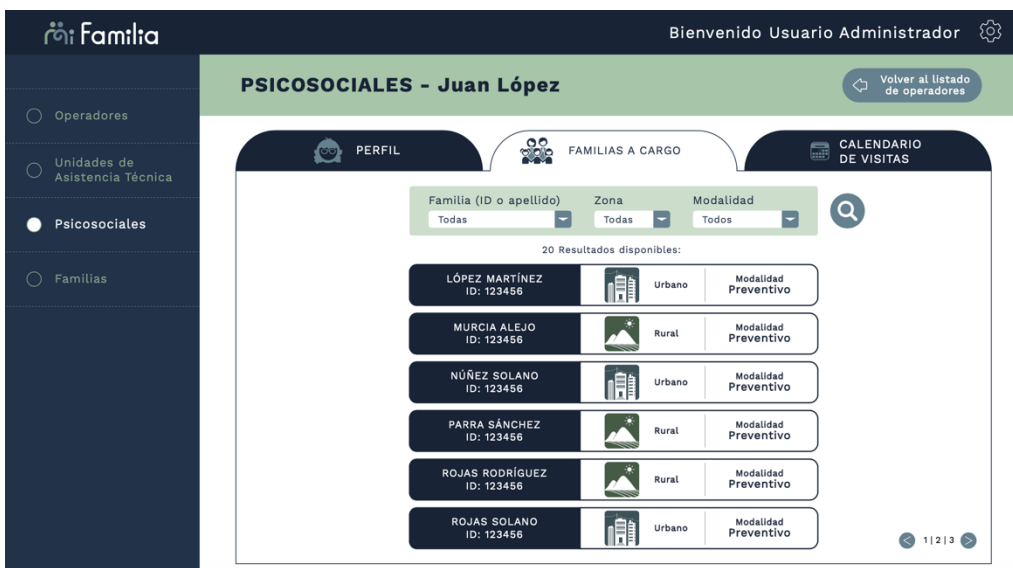 mi Familia
Bienvenido Usuario Administrador
PSICOSOCIALES - Juan López
Volver al listado
de operadores
Operadores
Unidades de
Asistencia Técnica
Psicosociales
Familias
PERFIL
FAMILIAS A CARGO
CALENDARIO
DE VISITAS
Familia (ID o apellido)
Zona
Modalidad
Todas
Todas
Todos
20 Resultados disponibles:
LÓPEZ MARTÍNEZ
ID: 123456
Urbano
Modalidad
Preventivo
MURCIA ALEJO
ID: 123456
Rural
Modalidad
Preventivo
NÚÑEZ SOLANO
ID: 123456
Urbano
Modalidad
Preventivo
PARRA SÁNCHEZ
ID: 123456
Rural
Modalidad
Preventivo
ROJAS RODRÍGUEZ
ID: 123456
Rural
Modalidad
Preventivo
ROJAS SOLANO
ID: 123456
Urbano
Modalidad
Preventivo
1|2|3